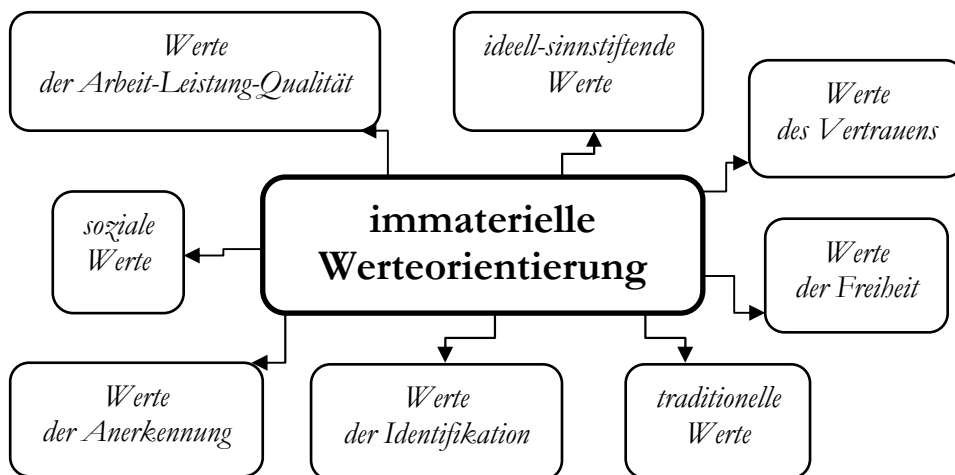 Werte
der Arbeit-Leistung-Qualität
ideell-sinnstiftende
Werte
Werte
des Vertrauens
immaterielle
Werteorientierung
soziale
Werte
Werte
der Freiheit
Werte
der Anerkennung
Werte
der Identifikation
traditionelle
Werte